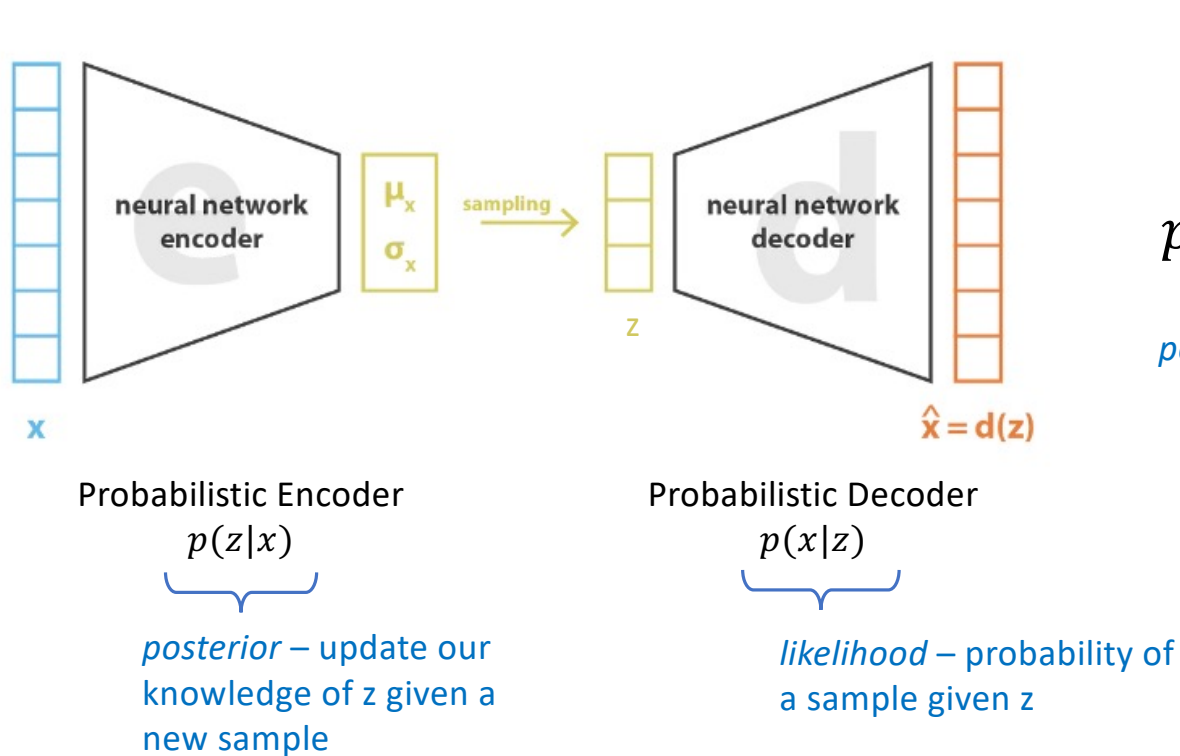 e
neural network
encoder
μₓ
σₓ
sampling
z
d
neural network
decoder
x
x̂ = d(z)
Probabilistic Encoder
p(z|x)
posterior – update our
knowledge of z given a
new sample
Probabilistic Decoder
p(x|z)
likelihood – probability of
a sample given z
p